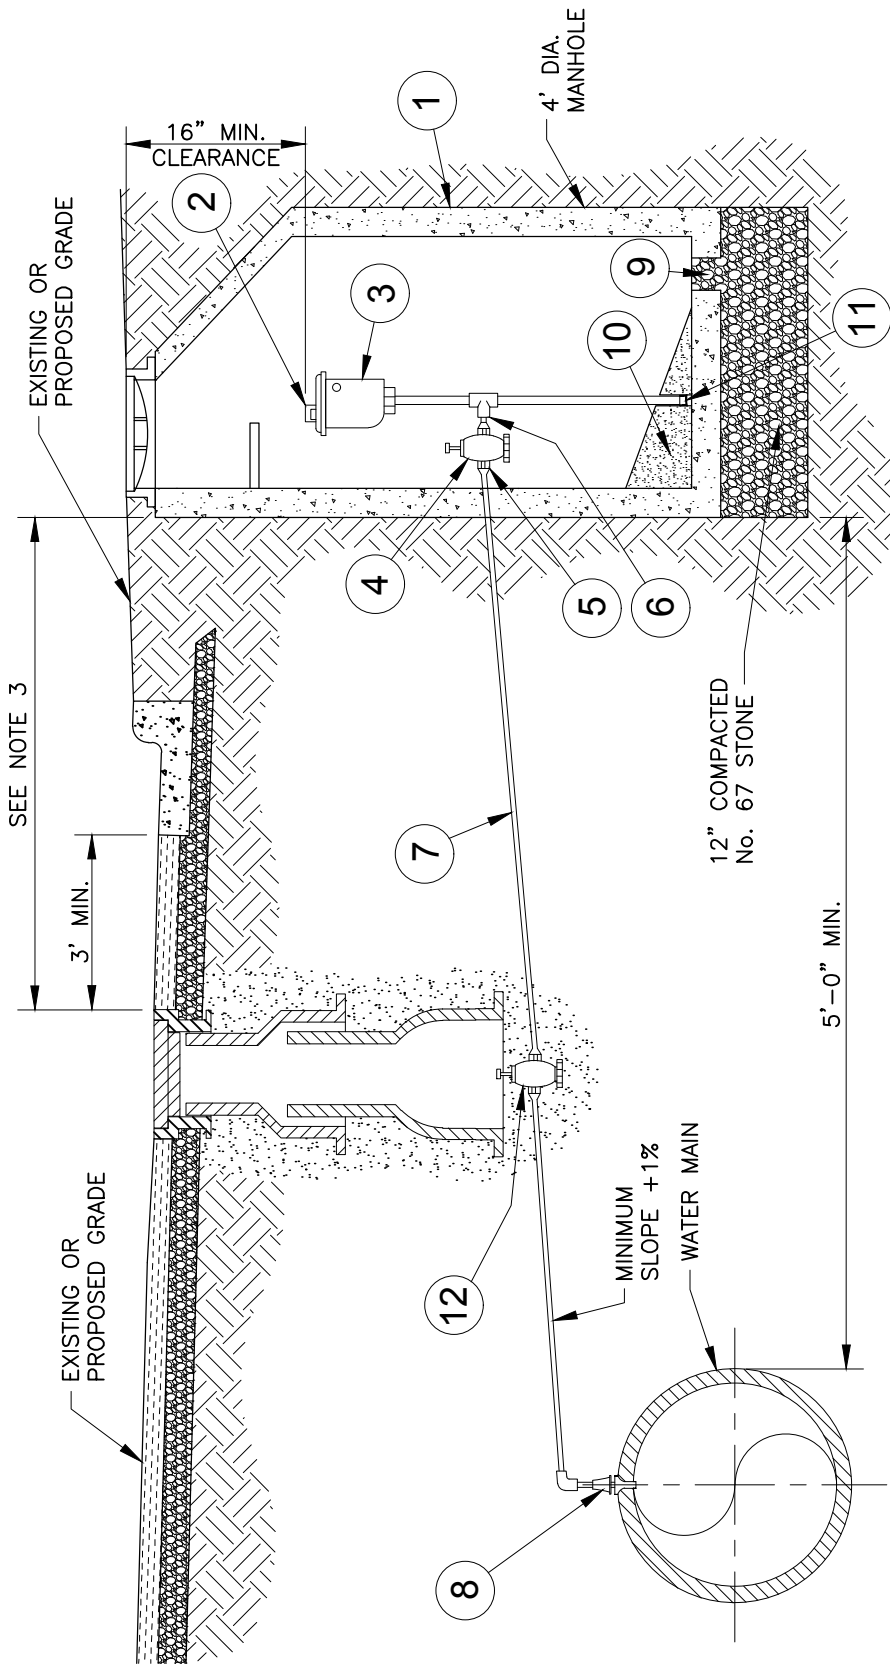 EXISTING OR
PROPOSED GRADE
SEE NOTE 3
3' MIN.
EXISTING OR
PROPOSED GRADE
16" MIN.
CLEARANCE
2
1
3
4' DIA.
MANHOLE
4
5
6
10
9
11
7
12
8
MINIMUM
SLOPE +1%
WATER MAIN
12" COMPACTED
No. 67 STONE
5'-0" MIN.